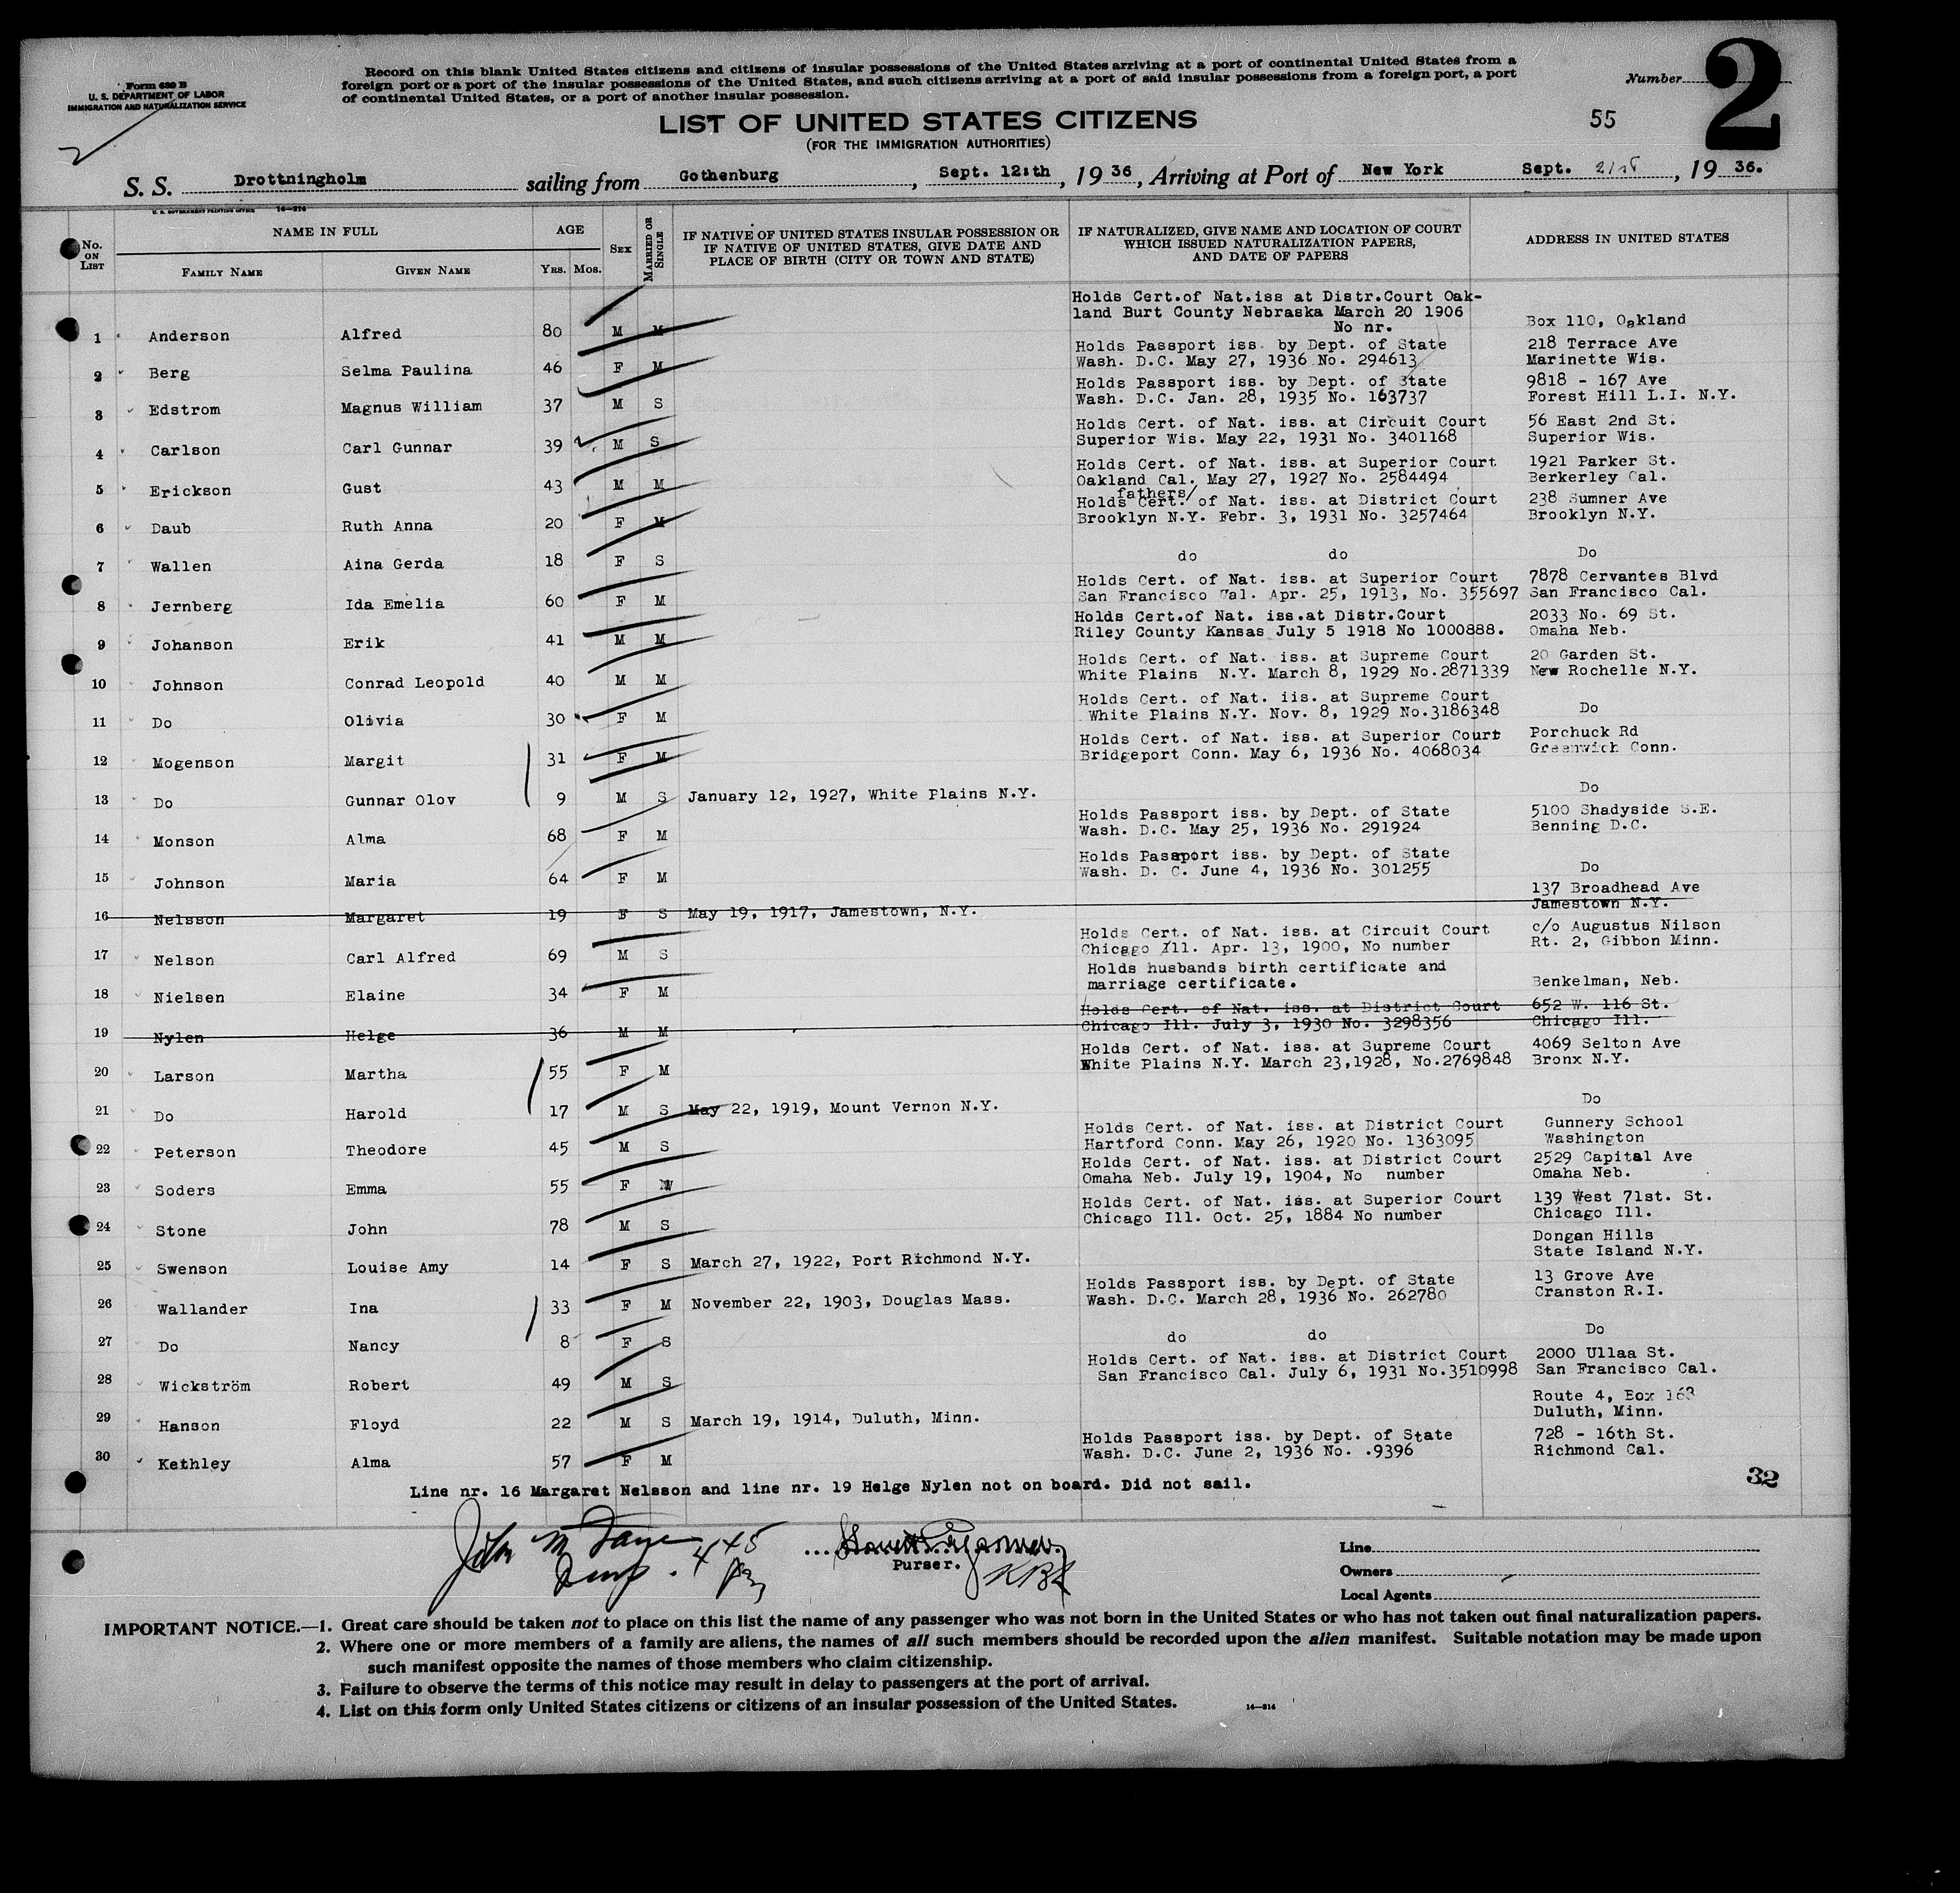 Form 630 B
U. S. DEPARTMENT OF LABOR
IMMIGRATION AND NATURALIZATION SERVICE
Record on this blank United States citizens and citizens of insular possessions of the United States arriving at a port of continental United States from a
foreign port or a port of the insular possessions of the United States, and such citizens arriving at a port of said insular possessions from a foreign port, a port
of continental United States, or a port of another insular possession.
Number 2
LIST OF UNITED STATES CITIZENS
55
(FOR THE IMMIGRATION AUTHORITIES)
S. S. Drottningholm sailing from Gothenburg, Sept. 12:th, 1936, Arriving at Port of New York Sept. 21st, 1936.
U. S. GOVERNMENT PRINTING OFFICE 14—214
No. ON LIST NAME IN FULL AGE SEX MARRIED OR SINGLE IF NATIVE OF UNITED STATES INSULAR POSSESSION OR IF NATIVE OF UNITED STATES, GIVE DATE AND PLACE OF BIRTH (CITY OR TOWN AND STATE) IF NATURALIZED, GIVE NAME AND LOCATION OF COURT WHICH ISSUED NATURALIZATION PAPERS, AND DATE OF PAPERS ADDRESS IN UNITED STATES
FAMILY NAME GIVEN NAME YRS. MOS.
1 Anderson Alfred 80 M M Holds Cert.of Nat.iss at Distr.Court Oak-
land Burt County Nebraska March 20 1906
No nr. Box 110, Oakland
2 Berg Selma Paulina 46 F M Holds Passport iss. by Dept. of State 218 Terrace Ave
Wash. D.C. May 27, 1936 No. 294613 Marinette Wis.
3 Edstrom Magnus William 37 M S Holds Passport iss. by Dept. of State 9818 - 167 Ave
Wash. D.C. Jan. 28, 1935 No. 163737 Forest Hill L.I. N.Y.
4 Carlson Carl Gunnar 39 M S Holds Cert. of Nat. iss. at Circuit Court 56 East 2nd St.
Superior Wis. May 22, 1931 No. 3401168 Superior Wis.
5 Erickson Gust 43 M M Holds Cert. of Nat. iss. at Superior Court 1921 Parker St.
Oakland Cal. May 27, 1927 No. 2584494 Berkerley Cal.
fathers/
6 Daub Ruth Anna 20 F M Holds Cert. of Nat. iss. at District Court 238 Sumner Ave
Brooklyn N.Y. Febr. 3, 1931 No. 3257464 Brooklyn N.Y.
7 Wallen Aina Gerda 18 F S do do Do
8 Jernberg Ida Emelia 60 F M Holds Cert. of Nat. iss. at Superior Court 7878 Cervantes Blvd
San Francisco Cal. Apr. 25, 1913, No. 355697 San Francisco Cal.
9 Johanson Erik 41 M M Holds Cert.of Nat. iss.at Distr.Court 2033 No. 69 St.
Riley County Kansas July 5 1918 No 1000888. Omaha Neb.
10 Johnson Conrad Leopold 40 M M Holds Cert. of Nat. iss. at Supreme Court 20 Garden St.
White Plains N.Y. March 8, 1929 No.2871339 New Rochelle N.Y.
11 Do Olivia 30 F M Holds Cert. of Nat. iis. at Supreme Court
White Plains N.Y. Nov. 8, 1929 No.3186348 Do
12 Mogenson Margit 31 F M Holds Cert. of Nat. iss. at Superior Court Porchuck Rd
Bridgeport Conn. May 6, 1936 No. 4068034 Greenwich Conn.
13 Do Gunnar Olov 9 M S January 12, 1927, White Plains N.Y. Do
14 Monson Alma 68 F M Holds Passport iss. by Dept. of State 5100 Shadyside S.E.
Wash. D.C. May 25, 1936 No. 291924 Benning D.C.
15 Johnson Maria 64 F M Holds Passport iss. by Dept. of State
Wash. D. C. June 4, 1936 No. 301255 Do
16 Nelsson Margaret 19 F S May 19, 1917, Jamestown, N.Y. 137 Broadhead Ave
Jamestown N.Y.
17 Nelson Carl Alfred 69 M S Holds Cert. of Nat. iss. at Circuit Court c/o Augustus Nilson
Chicago Ill. Apr. 13, 1900, No number Rt. 2, Gibbon Minn.
18 Nielsen Elaine 34 F M Holds husbands birth certificate and
marriage certificate. Benkelman, Neb.
19 Nylen Helge 36 M M Holds Cert. of Nat. iss. at District Court 652 W. 116 St.
Chicago Ill. July 3, 1930 No. 3298356 Chicago Ill.
20 Larson Martha 55 F M Holds Cert. of Nat. iss. at Supreme Court 4069 Selton Ave
White Plains N.Y. March 23,1928, No.2769848 Bronx N.Y.
21 Do Harold 17 M S May 22, 1919, Mount Vernon N.Y. Do
22 Peterson Theodore 45 M S Holds Cert. of Nat. iss. at District Court Gunnery School
Hartford Conn. May 26, 1920 No. 1363095 Washington
23 Soders Emma 55 F W Holds Cert. of Nat. iss. at District Court 2529 Capital Ave
Omaha Neb. July 19, 1904, No number Omaha Neb.
24 Stone John 78 M S Holds Cert. of Nat. iss. at Superior Court 139 West 71st. St.
Chicago Ill. Oct. 25, 1884 No number Chicago Ill.
25 Swenson Louise Amy 14 F S March 27, 1922, Port Richmond N.Y. Dongan Hills
State Island N.Y.
26 Wallander Ina 33 F M November 22, 1903, Douglas Mass. Holds Passport iss. by Dept. of State 13 Grove Ave
Wash. D.C. March 28, 1936 No. 262780 Cranston R.I.
27 Do Nancy 8 F S do do Do
28 Wickström Robert 49 M S Holds Cert. of Nat. iss. at District Court 2000 Ullaa St.
San Francisco Cal. July 6, 1931 No.3510998 San Francisco Cal.
29 Hanson Floyd 22 M S March 19, 1914, Duluth, Minn. Route 4, Box 163
Duluth, Minn.
30 Kethley Alma 57 F M Holds Passport iss. by Dept. of State 728 - 16th St.
Wash. D.C. June 2, 1936 No. .9396 Richmond Cal.
32
Line nr. 16 Margaret Nelsson and line nr. 19 Helge Nylen not on board. Did not sail.
John M
Purser.
Line
Owners
Local Agents
IMPORTANT NOTICE.—1. Great care should be taken not to place on this list the name of any passenger who was not born in the United States or who has not taken out final naturalization papers.
2. Where one or more members of a family are aliens, the names of all such members should be recorded upon the alien manifest. Suitable notation may be made upon
such manifest opposite the names of those members who claim citizenship.
3. Failure to observe the terms of this notice may result in delay to passengers at the port of arrival.
4. List on this form only United States citizens or citizens of an insular possession of the United States.
14—214